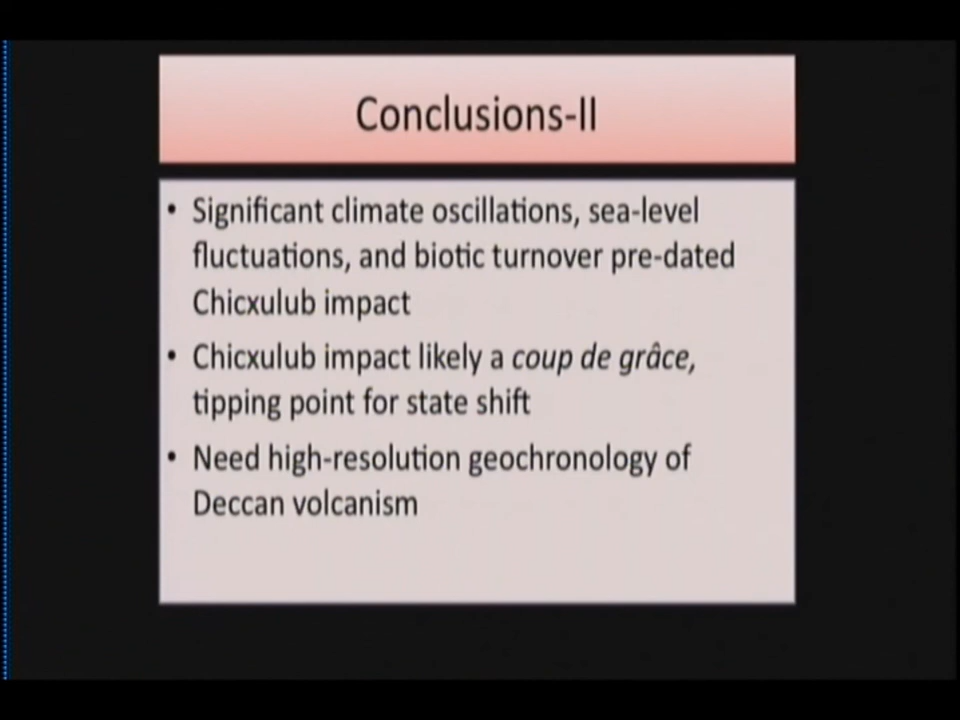 Conclusions-II
• Significant climate oscillations, sea-level
fluctuations, and biotic turnover pre-dated
Chicxulub impact
• Chicxulub impact likely a coup de grâce,
tipping point for state shift
• Need high-resolution geochronology of
Deccan volcanism